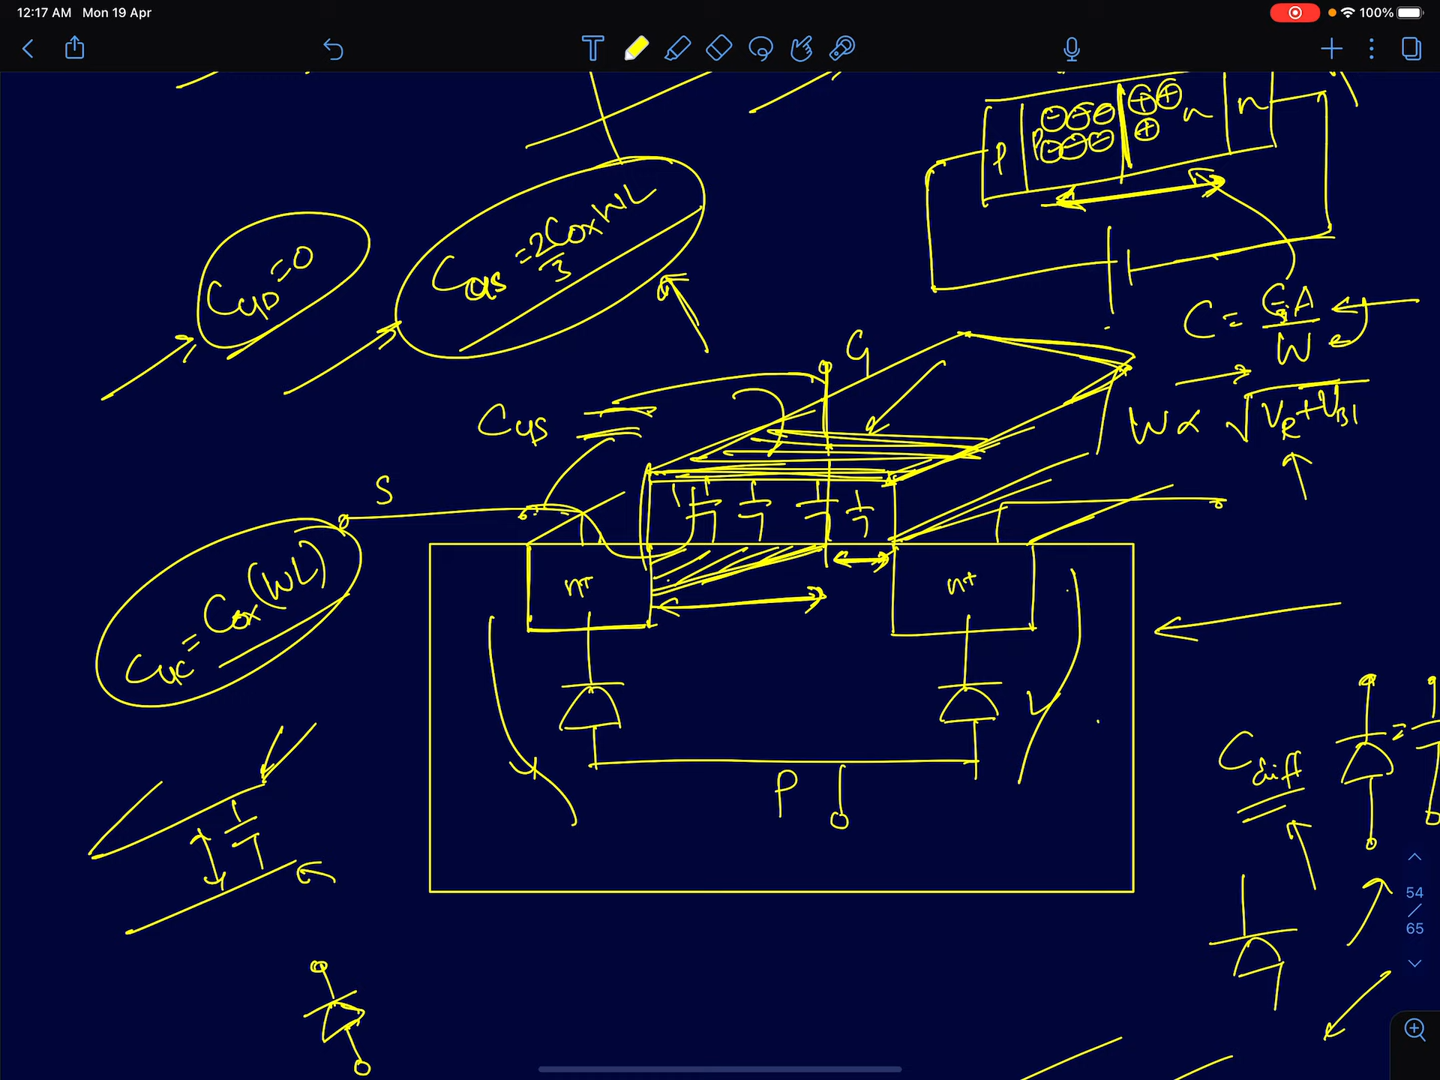 12:17 AM Mon 19 Apr
100%
T
p
p
n
n
CgD = 0
CGS = 2CoxWL
3
C = εsiA
W
W ∝ √VR+VBI
G
Cgs
S
n+
n+
CGC = Cox(WL)
P
Cdiff
=
54
/
65